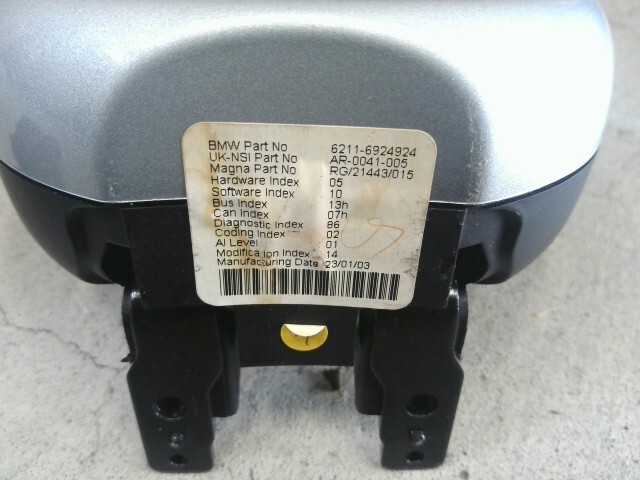 BMW Part No 6211-6924924
UK-NSI Part No AR-0041-005
Magna Part No RG/21443/015
Hardware Index 05
Software Index 10
Bus Index 13h
Can Index 07h
Diagnostic Index 86
Coding Index 02
AI Level 01
Modification Index 14
Manufacturing Date 23/01/03